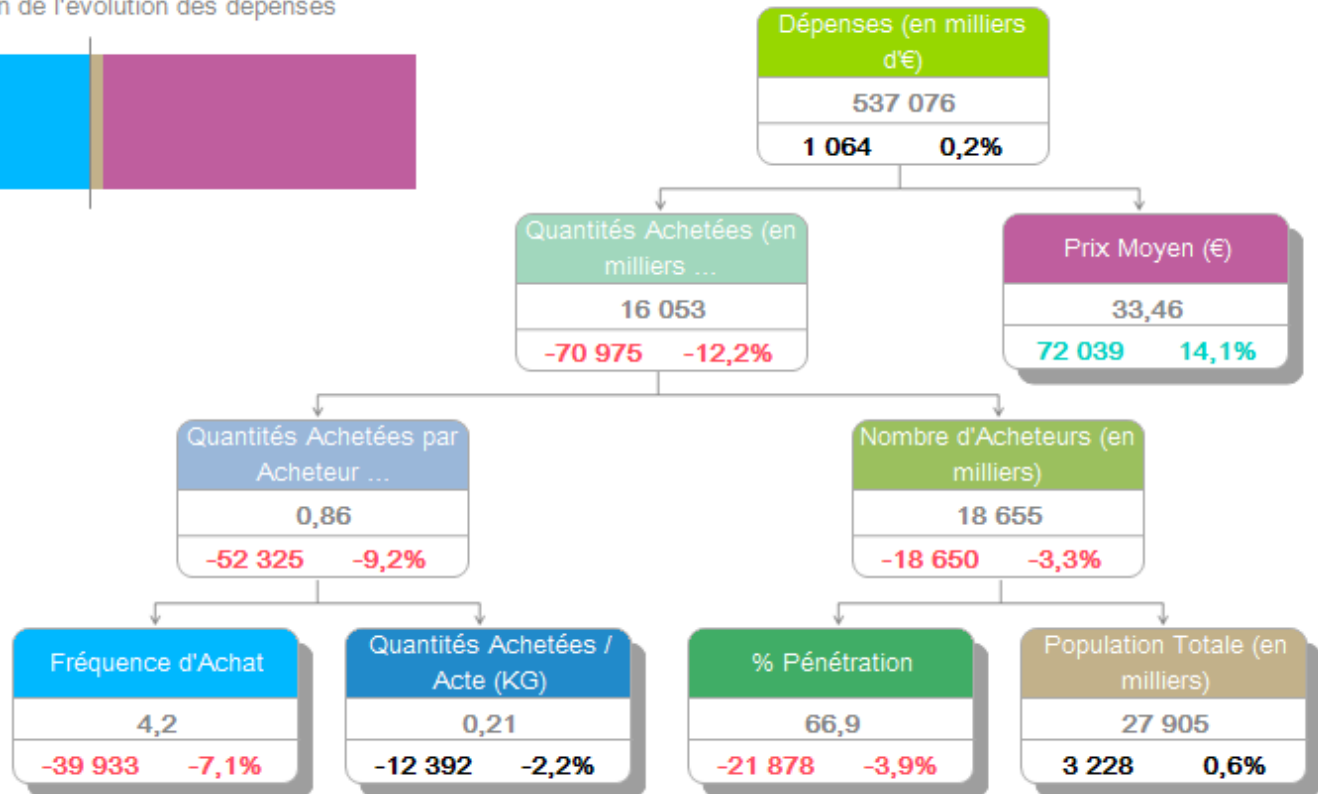 n de l'évolution des dépenses
Dépenses (en milliers
d'€)
537 076
1 064 0,2%
Quantités Achetées (en
milliers ...
16 053
-70 975 -12,2%
Prix Moyen (€)
33,46
72 039 14,1%
Quantités Achetées par
Acheteur ...
0,86
-52 325 -9,2%
Nombre d'Acheteurs (en
milliers)
18 655
-18 650 -3,3%
Fréquence d'Achat
4,2
-39 933 -7,1%
Quantités Achetées /
Acte (KG)
0,21
-12 392 -2,2%
% Pénétration
66,9
-21 878 -3,9%
Population Totale (en
milliers)
27 905
3 228 0,6%